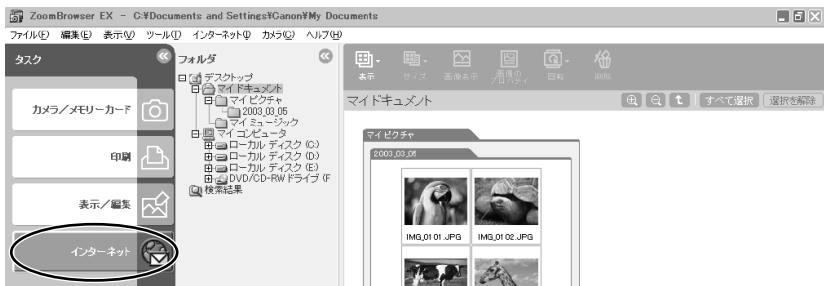 ZoomBrowser EX - C:¥Documents and Settings¥Canon¥My Documents
ファイル(F) 編集(E) 表示(V) ツール(T) インターネット(I) カメラ(C) ヘルプ(H)
タスク
カメラ／メモリーカード
印刷
表示／編集
インターネット
フォルダ
デスクトップ
マイドキュメント
マイピクチャ
2003_03_05
マイミュージック
マイコンピュータ
ローカル ディスク (C:)
ローカル ディスク (D:)
ローカル ディスク (E:)
DVD/CD-RW ドライブ (F
検索結果
表示 サイズ 画像表示 画像のプロパティ 回転 削除
マイドキュメント
すべて選択 選択を解除
マイピクチャ
2003_03_05
IMG_0101.JPG IMG_0102.JPG